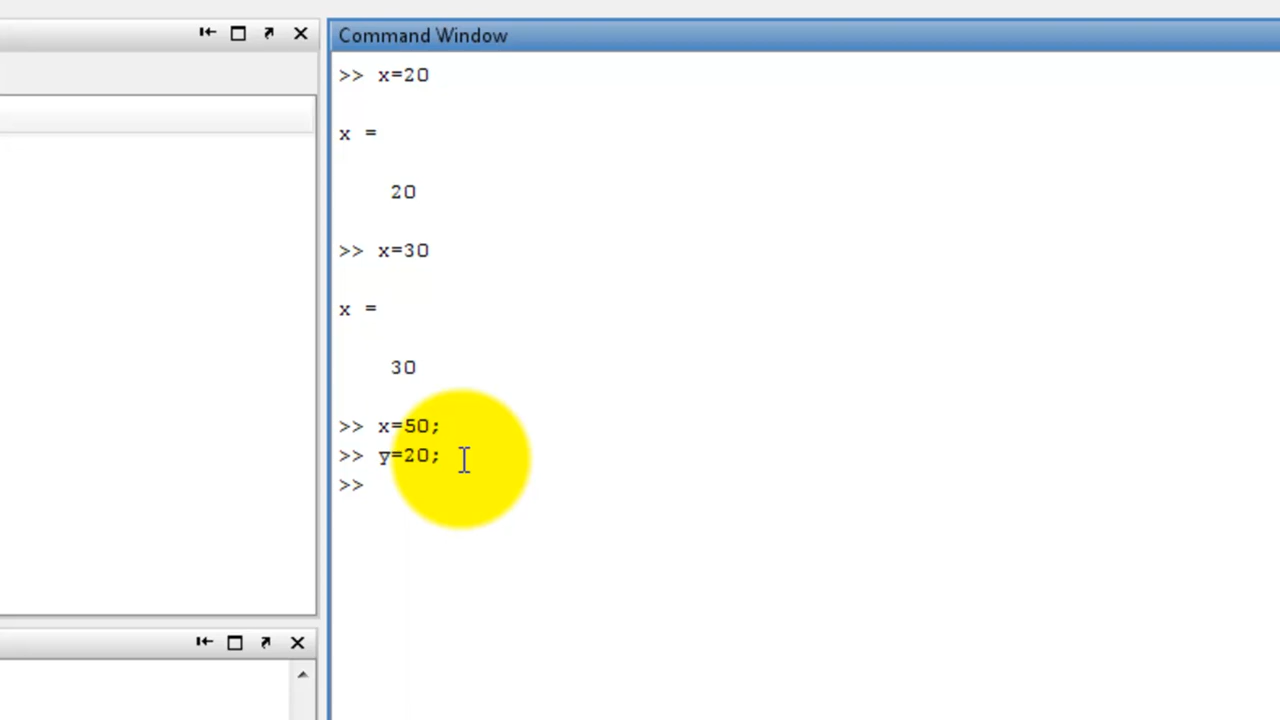 Command Window
>> x=20
x =
20
>> x=30
x =
30
>> x=50;
>> y=20;
>>